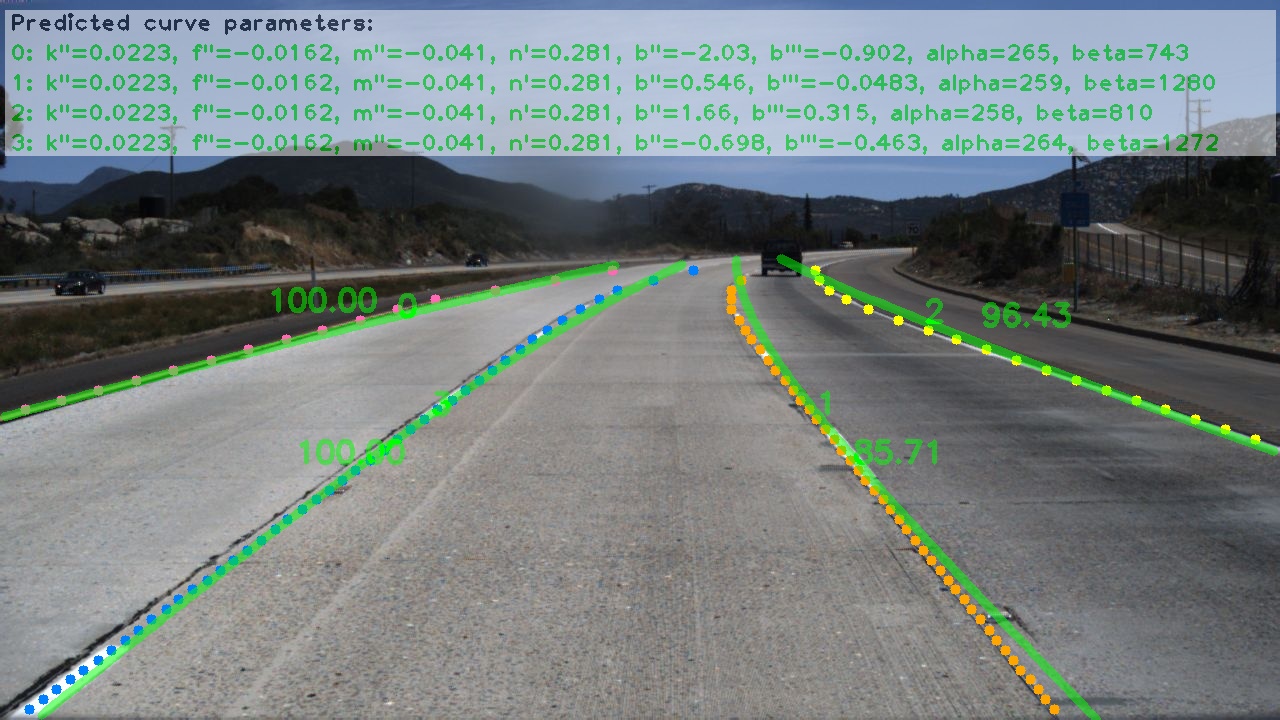 Predicted curve parameters:
0: k''=0.0223, f''=-0.0162, m''=-0.041, n'=0.281, b''=-2.03, b'''=-0.902, alpha=265, beta=743
1: k''=0.0223, f''=-0.0162, m''=-0.041, n'=0.281, b''=0.546, b'''=-0.0483, alpha=259, beta=1280
2: k''=0.0223, f''=-0.0162, m''=-0.041, n'=0.281, b''=1.66, b'''=0.315, alpha=258, beta=810
3: k''=0.0223, f''=-0.0162, m''=-0.041, n'=0.281, b''=-0.698, b'''=-0.463, alpha=264, beta=1272
70
100.00 0
2 96.43
1
100.00
85.71